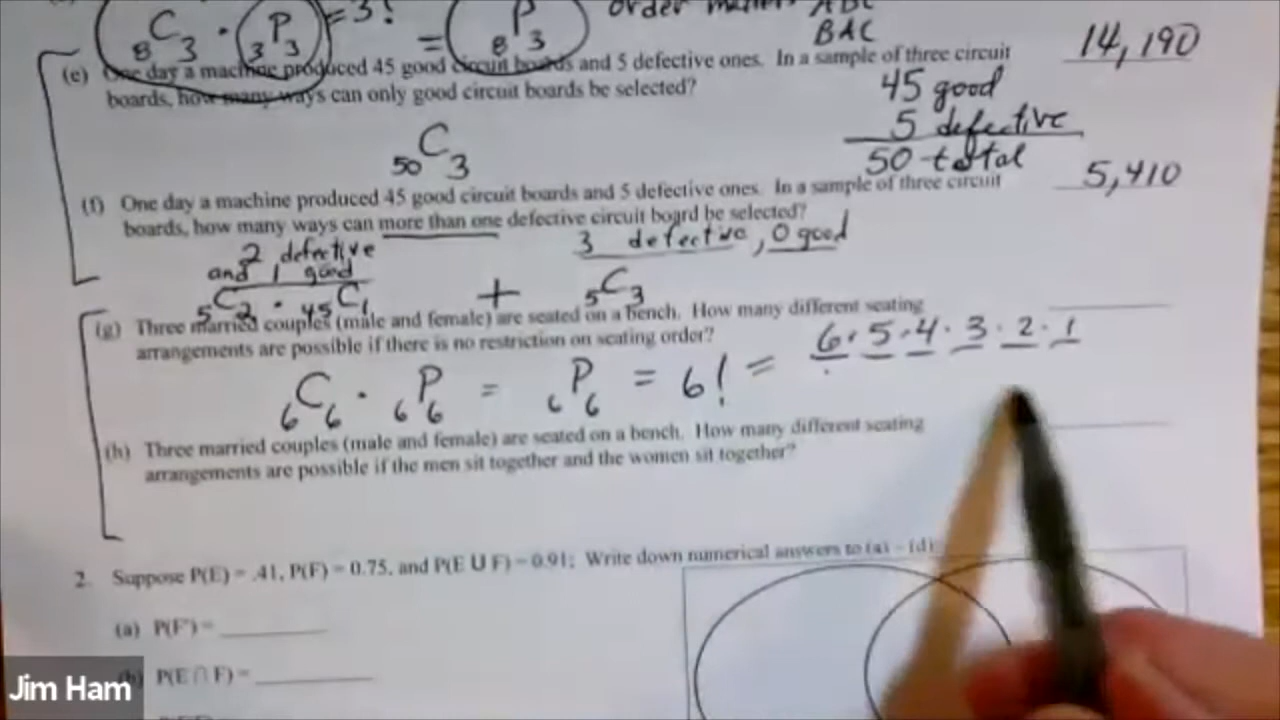 8C3 · 3P3 = 3! = 8P3 order
BAC
14,190
(e) One day a machine produced 45 good circuit boards and 5 defective ones. In a sample of three circuit
boards, how many ways can only good circuit boards be selected?
45 good
5 defective
50C3
50 total
5,410
(f) One day a machine produced 45 good circuit boards and 5 defective ones. In a sample of three circuit
boards, how many ways can more than one defective circuit board be selected?
2 defective
and 1 good
3 defective, 0 good
5C2 · 45C1 + 5C3
(g) Three married couples (male and female) are seated on a bench. How many different seating
arrangements are possible if there is no restriction on seating order?
6C6 · 6P6 = 6P6 = 6! = 6·5·4·3·2·1
(h) Three married couples (male and female) are seated on a bench. How many different seating
arrangements are possible if the men sit together and the women sit together?
2. Suppose P(E) = .41, P(F) = 0.75, and P(E U F) = 0.91; Write down numerical answers to (a) – (d)
(a) P(F') =
(b) P(E ∩ F) =
Jim Ham